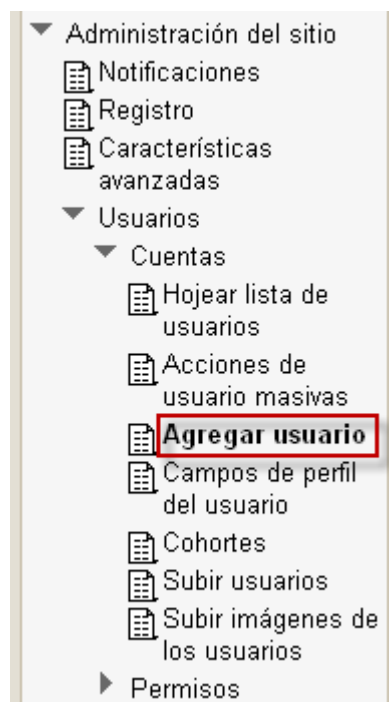 Administración del sitio
Notificaciones
Registro
Características
avanzadas
Usuarios
Cuentas
Hojear lista de
usuarios
Acciones de
usuario masivas
Agregar usuario
Campos de perfil
del usuario
Cohortes
Subir usuarios
Subir imágenes de
los usuarios
Permisos